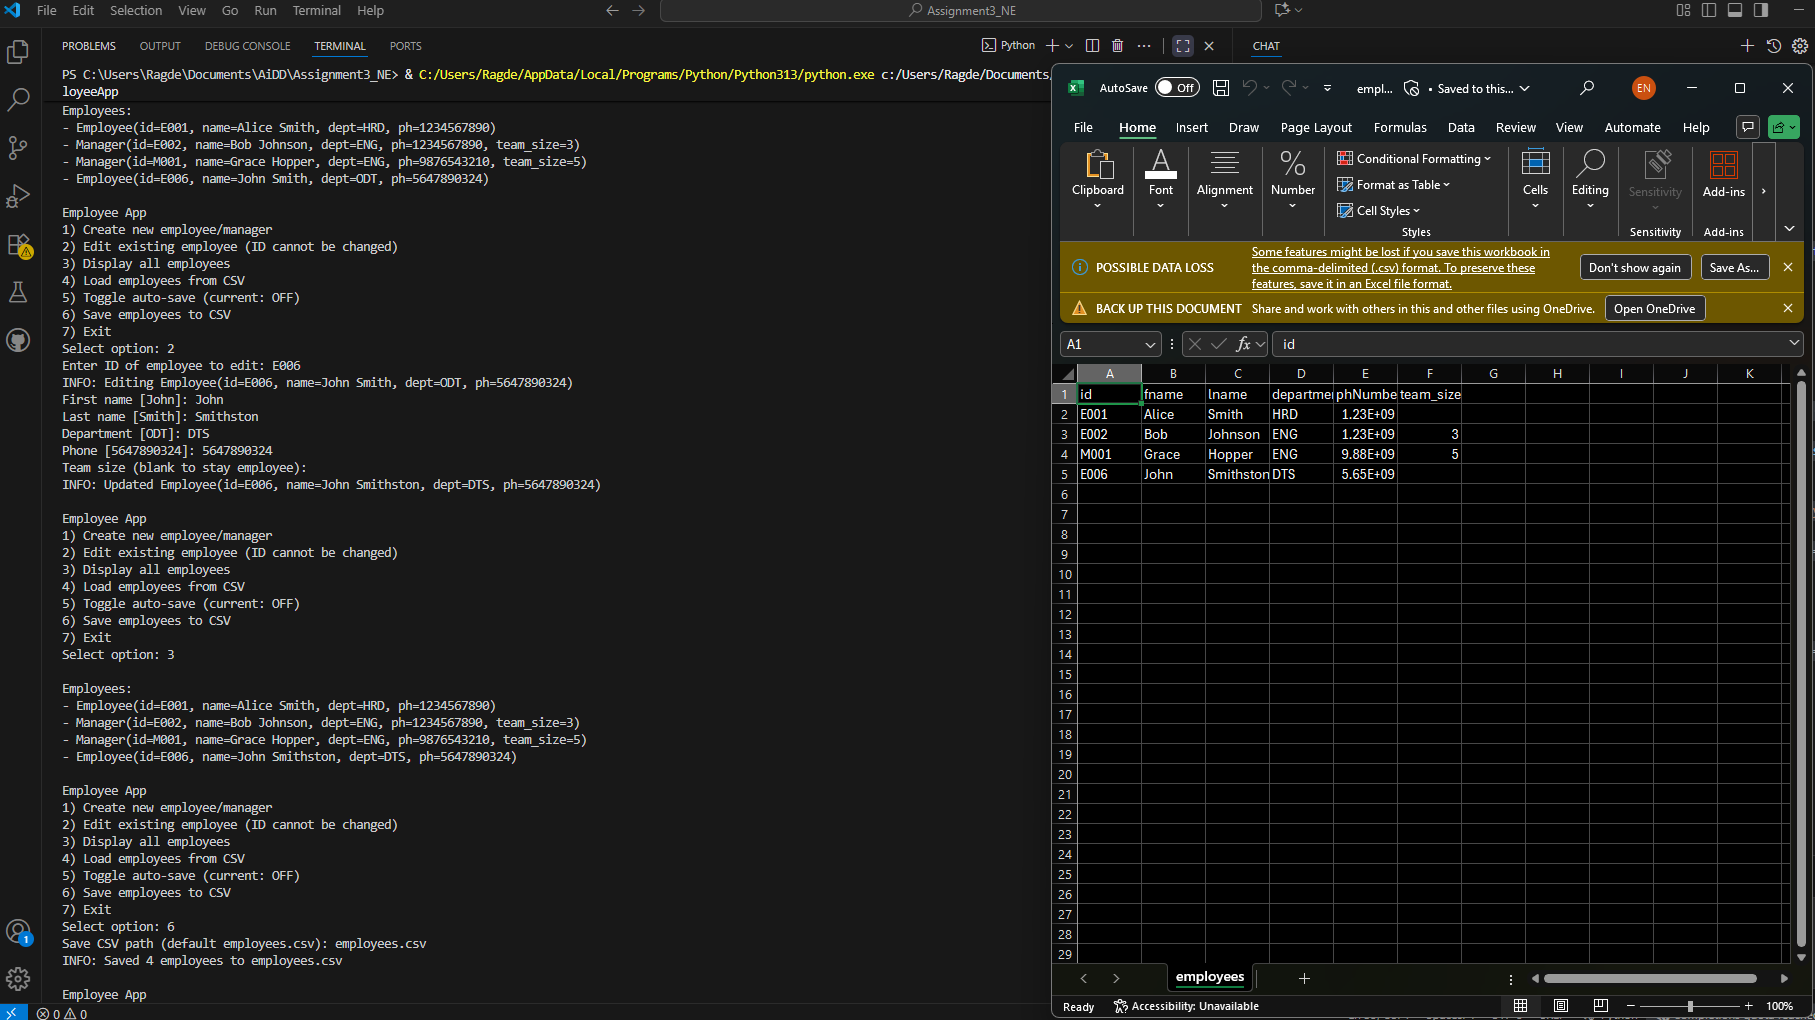 File Edit Selection View Go Run Terminal Help
Assignment3_NE
PROBLEMS OUTPUT DEBUG CONSOLE TERMINAL PORTS
Python
CHAT
PS C:\Users\Ragde\Documents\AiDD\Assignment3_NE> & C:/Users/Ragde/AppData/Local/Programs/Python/Python313/python.exe c:/Users/Ragde/Documents/
loyeeApp
Employees:
- Employee(id=E001, name=Alice Smith, dept=HRD, ph=1234567890)
- Manager(id=E002, name=Bob Johnson, dept=ENG, ph=1234567890, team_size=3)
- Manager(id=M001, name=Grace Hopper, dept=ENG, ph=9876543210, team_size=5)
- Employee(id=E006, name=John Smith, dept=ODT, ph=5647890324)
Employee App
1) Create new employee/manager
2) Edit existing employee (ID cannot be changed)
3) Display all employees
4) Load employees from CSV
5) Toggle auto-save (current: OFF)
6) Save employees to CSV
7) Exit
Select option: 2
Enter ID of employee to edit: E006
INFO: Editing Employee(id=E006, name=John Smith, dept=ODT, ph=5647890324)
First name [John]: John
Last name [Smith]: Smithston
Department [ODT]: DTS
Phone [5647890324]: 5647890324
Team size (blank to stay employee):
INFO: Updated Employee(id=E006, name=John Smithston, dept=DTS, ph=5647890324)
Employee App
1) Create new employee/manager
2) Edit existing employee (ID cannot be changed)
3) Display all employees
4) Load employees from CSV
5) Toggle auto-save (current: OFF)
6) Save employees to CSV
7) Exit
Select option: 3
Employees:
- Employee(id=E001, name=Alice Smith, dept=HRD, ph=1234567890)
- Manager(id=E002, name=Bob Johnson, dept=ENG, ph=1234567890, team_size=3)
- Manager(id=M001, name=Grace Hopper, dept=ENG, ph=9876543210, team_size=5)
- Employee(id=E006, name=John Smithston, dept=DTS, ph=5647890324)
Employee App
1) Create new employee/manager
2) Edit existing employee (ID cannot be changed)
3) Display all employees
4) Load employees from CSV
5) Toggle auto-save (current: OFF)
6) Save employees to CSV
7) Exit
Select option: 6
Save CSV path (default employees.csv): employees.csv
INFO: Saved 4 employees to employees.csv
Employee App
1
0 0
AutoSave Off empl... • Saved to this... EN
File Home Insert Draw Page Layout Formulas Data Review View Automate Help
Clipboard Font Alignment Number
Conditional Formatting
Format as Table
Cell Styles
Styles
Cells Editing Sensitivity Add-ins
Sensitivity Add-ins
POSSIBLE DATA LOSS
Some features might be lost if you save this workbook in
the comma-delimited (.csv) format. To preserve these
features, save it in an Excel file format.
Don't show again Save As...
BACK UP THIS DOCUMENT Share and work with others in this and other files using OneDrive. Open OneDrive
A1 fx id
A B C D E F G H I J K
1 id fname lname departmen phNumbe team_size
2 E001 Alice Smith HRD 1.23E+09
3 E002 Bob Johnson ENG 1.23E+09 3
4 M001 Grace Hopper ENG 9.88E+09 5
5 E006 John Smithston DTS 5.65E+09
6
7
8
9
10
11
12
13
14
15
16
17
18
19
20
21
22
23
24
25
26
27
28
29
employees
Ready Accessibility: Unavailable 100%